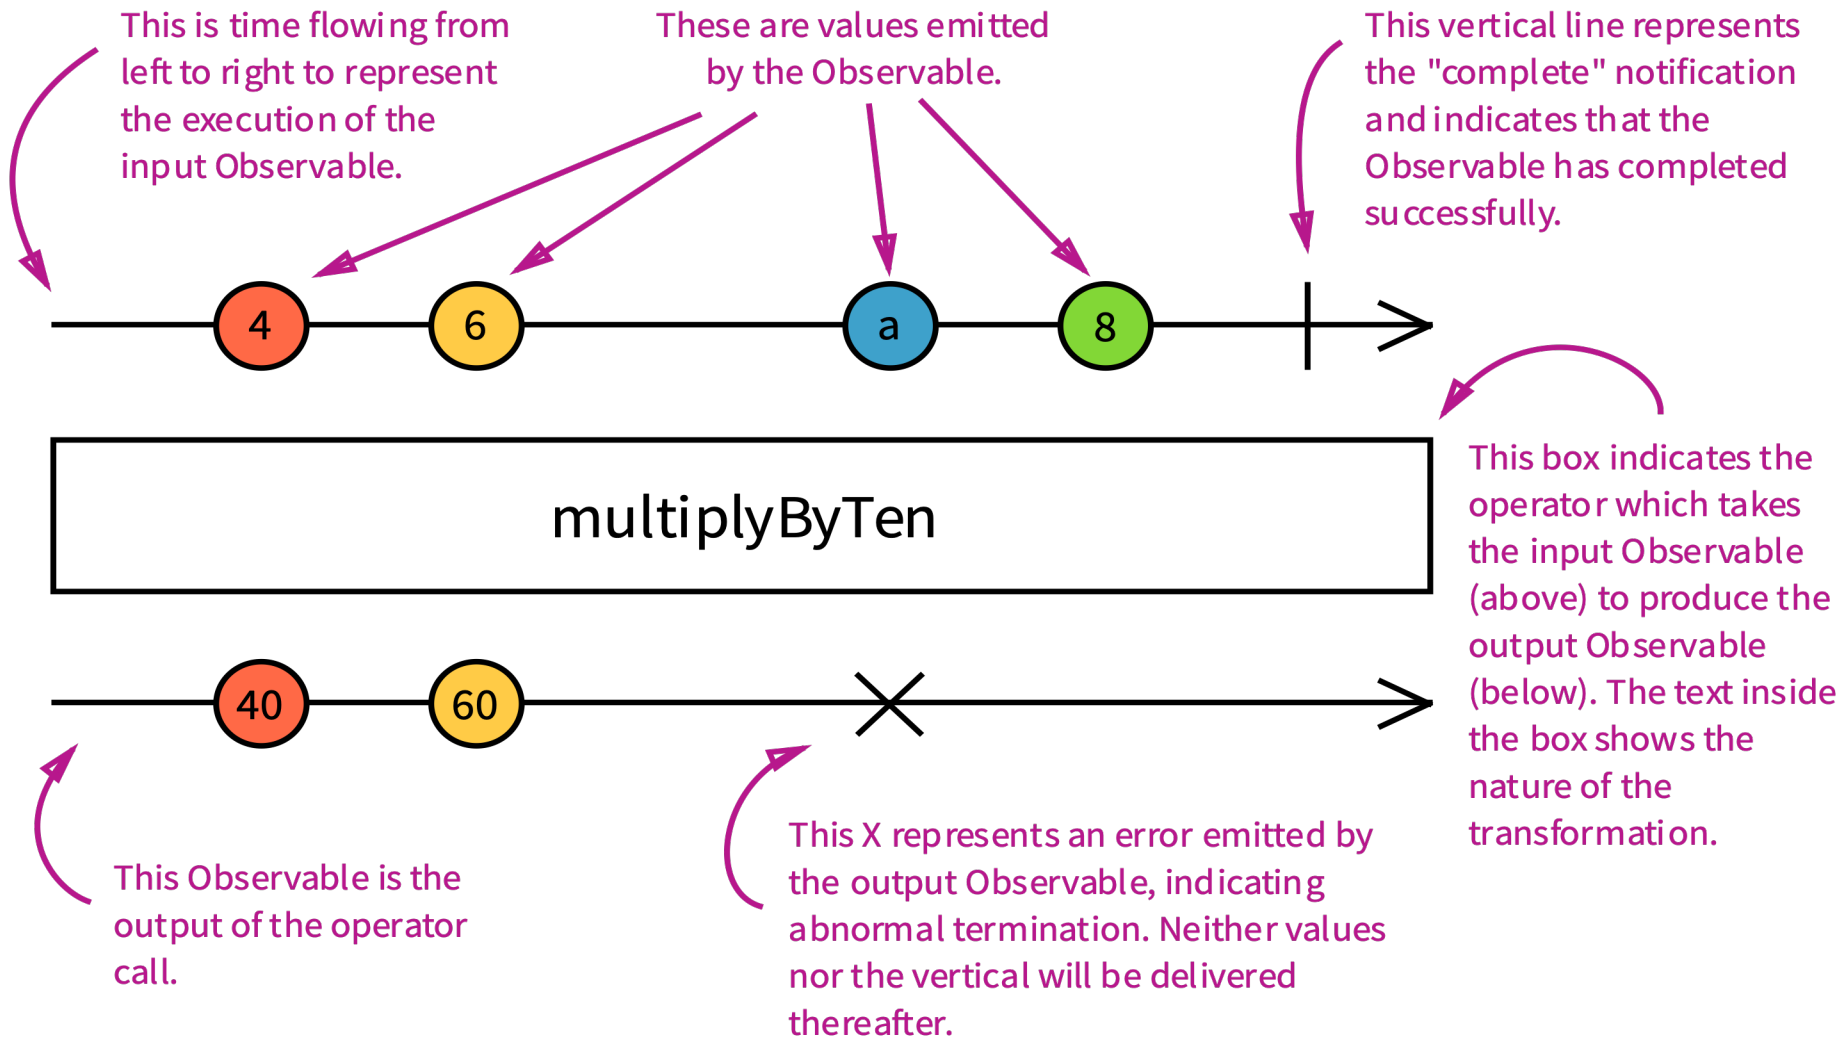 This is time flowing from
left to right to represent
the execution of the
input Observable.
These are values emitted
by the Observable.
This vertical line represents
the "complete" notification
and indicates that the
Observable has completed
successfully.
4
6
a
8
multiplyByTen
This box indicates the
operator which takes
the input Observable
(above) to produce the
output Observable
(below). The text inside
the box shows the
nature of the
transformation.
40
60
This Observable is the
output of the operator
call.
This X represents an error emitted by
the output Observable, indicating
abnormal termination. Neither values
nor the vertical will be delivered
thereafter.